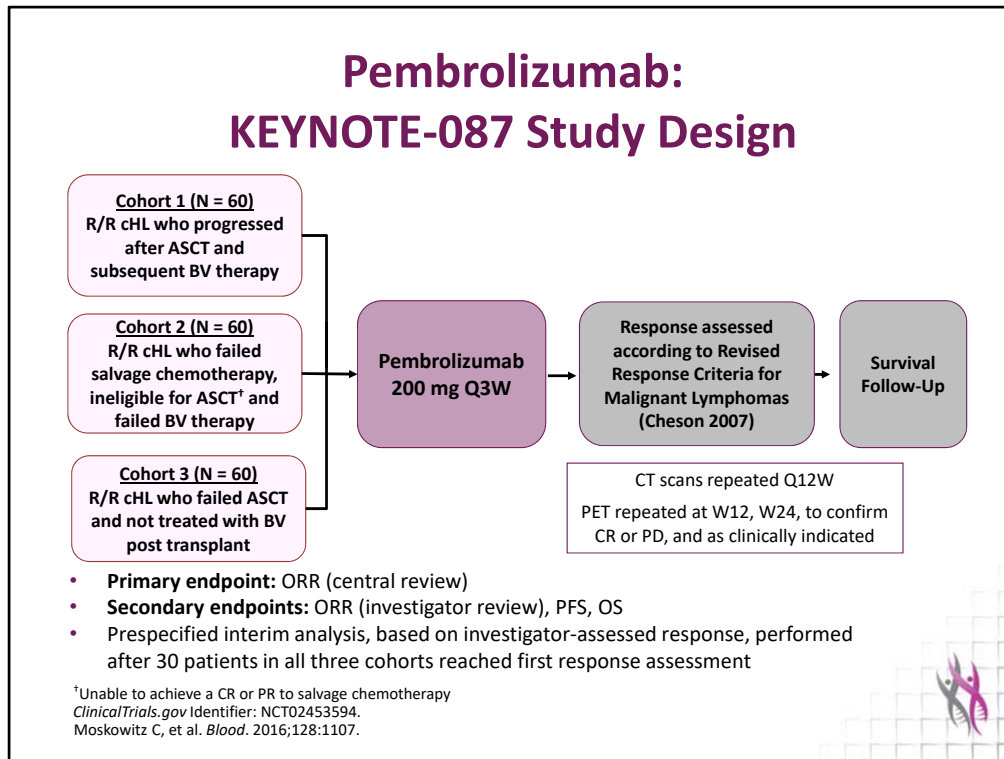 Pembrolizumab:
KEYNOTE-087 Study Design
Cohort 1 (N = 60)
R/R cHL who progressed
after ASCT and
subsequent BV therapy
Cohort 2 (N = 60)
R/R cHL who failed
salvage chemotherapy,
ineligible for ASCT† and
failed BV therapy
Cohort 3 (N = 60)
R/R cHL who failed ASCT
and not treated with BV
post transplant
Pembrolizumab
200 mg Q3W
Response assessed
according to Revised
Response Criteria for
Malignant Lymphomas
(Cheson 2007)
Survival
Follow-Up
CT scans repeated Q12W
PET repeated at W12, W24, to confirm
CR or PD, and as clinically indicated
• Primary endpoint: ORR (central review)
• Secondary endpoints: ORR (investigator review), PFS, OS
• Prespecified interim analysis, based on investigator-assessed response, performed
after 30 patients in all three cohorts reached first response assessment
†Unable to achieve a CR or PR to salvage chemotherapy
ClinicalTrials.gov Identifier: NCT02453594.
Moskowitz C, et al. Blood. 2016;128:1107.